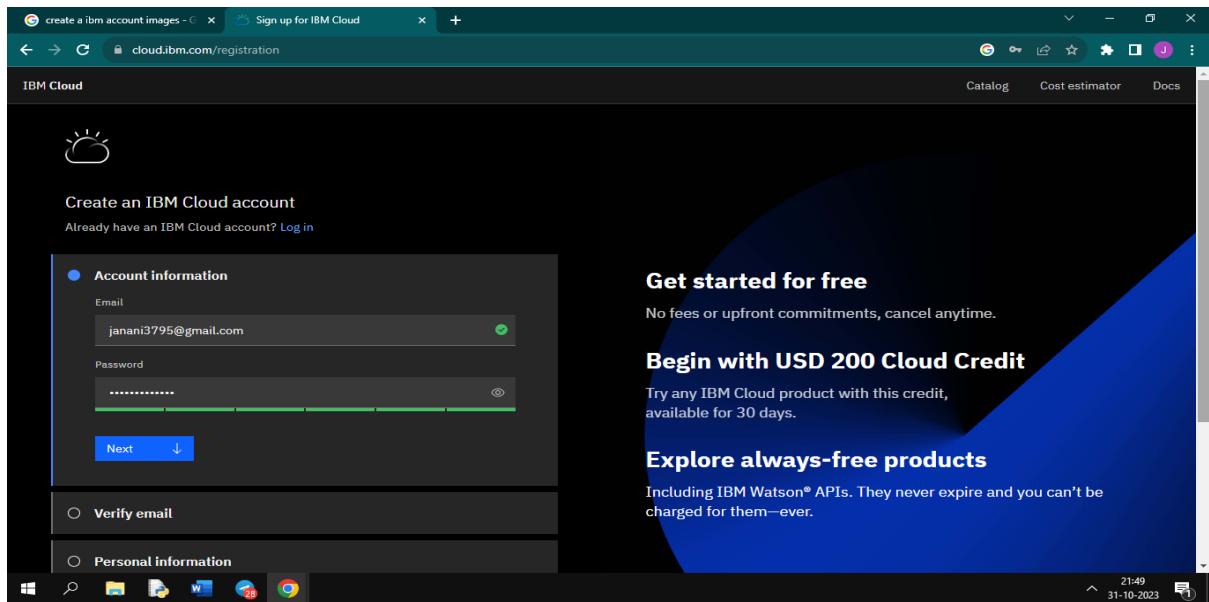 create a ibm account images - G
Sign up for IBM Cloud
cloud.ibm.com/registration
J
IBM Cloud
Catalog
Cost estimator
Docs
Create an IBM Cloud account
Already have an IBM Cloud account? Log in
Account information
Email
janani3795@gmail.com
Password
•••••••••••••
Next
Verify email
Personal information
Get started for free
No fees or upfront commitments, cancel anytime.
Begin with USD 200 Cloud Credit
Try any IBM Cloud product with this credit,
available for 30 days.
Explore always-free products
Including IBM Watson® APIs. They never expire and you can’t be
charged for them—ever.
28
21:49
31-10-2023
1